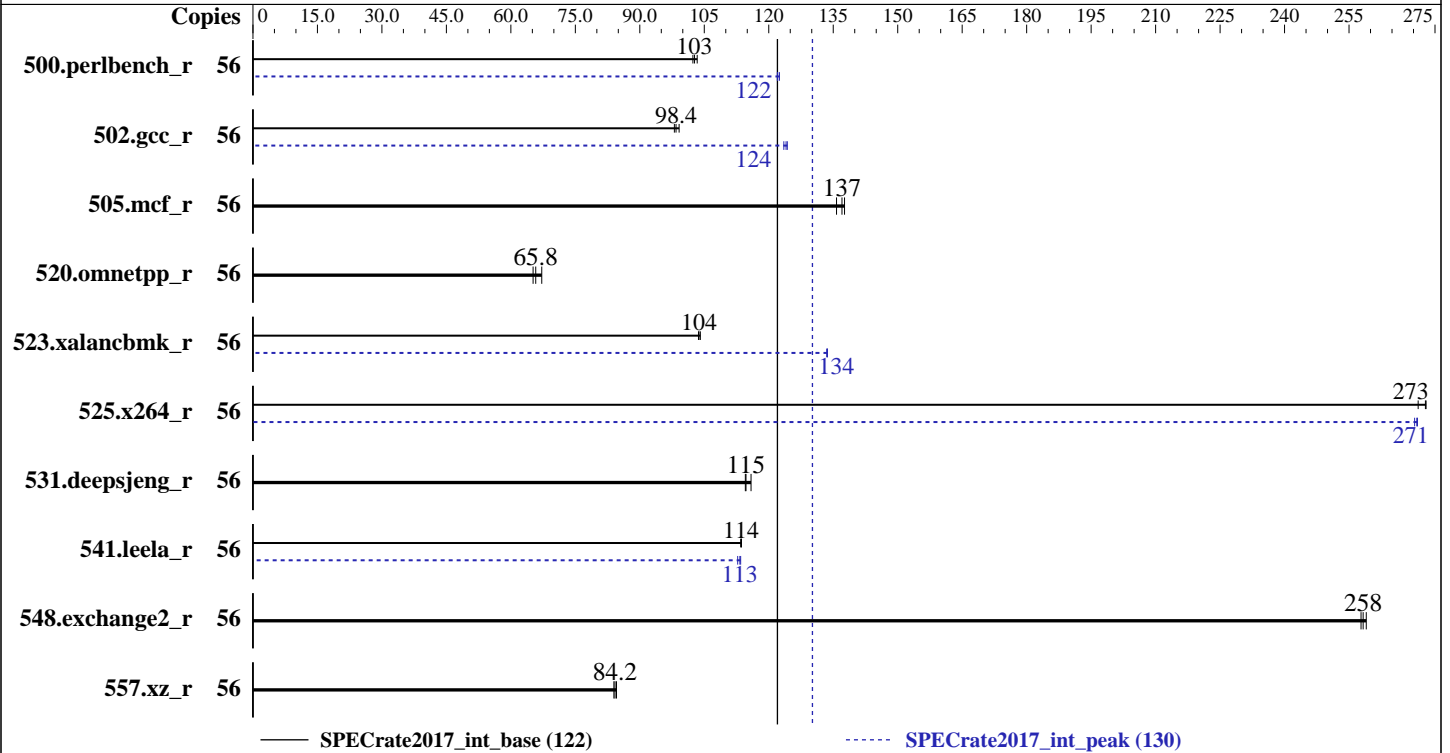 Copies 0 15.0 30.0 45.0 60.0 75.0 90.0 105 120 135 150 165 180 195 210 225 240 255 275
103
500.perlbench_r 56
122
98.4
502.gcc_r 56
124
137
505.mcf_r 56
65.8
520.omnetpp_r 56
104
523.xalancbmk_r 56
134
273
525.x264_r 56
271
115
531.deepsjeng_r 56
114
541.leela_r 56
113
258
548.exchange2_r 56
84.2
557.xz_r 56
SPECrate2017_int_base (122) SPECrate2017_int_peak (130)